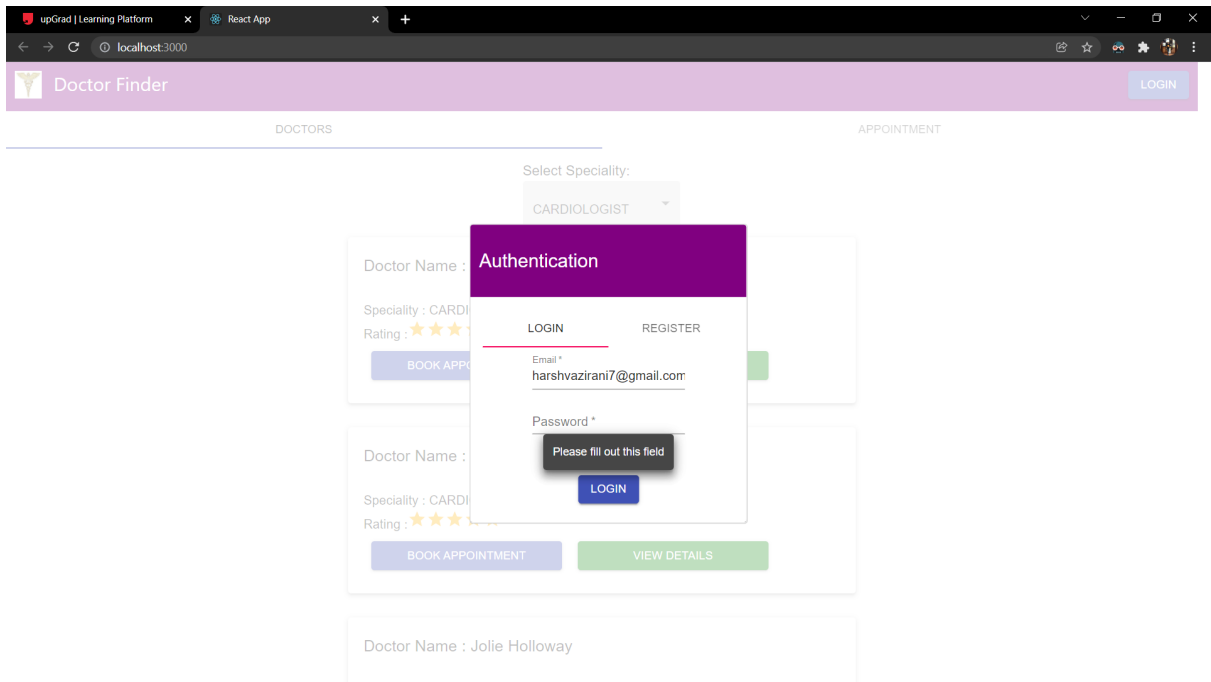 upGrad | Learning Platform
React App
localhost:3000
Doctor Finder
LOGIN
DOCTORS
APPOINTMENT
Select Speciality:
CARDIOLOGIST
Authentication
LOGIN
REGISTER
Email *
harshvazirani7@gmail.com
Password *
Please fill out this field
LOGIN
Doctor Name :
Speciality : CARDI
Rating :
BOOK APPO
Doctor Name :
Speciality : CARDI
Rating :
BOOK APPOINTMENT
VIEW DETAILS
Doctor Name : Jolie Holloway